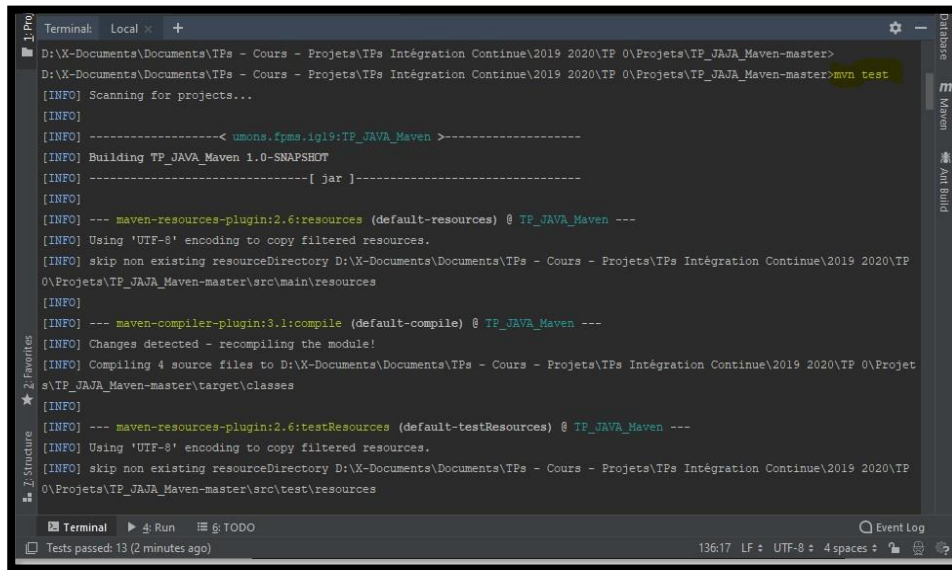 1: Proj
Terminal: Local × +
D:\X-Documents\Documents\TPs - Cours - Projets\TPs Intégration Continue\2019 2020\TP 0\Projets\TP_JAJA_Maven-master>
D:\X-Documents\Documents\TPs - Cours - Projets\TPs Intégration Continue\2019 2020\TP 0\Projets\TP_JAJA_Maven-master>mvn test
[INFO] Scanning for projects...
[INFO]
[INFO] -------------------< umons.fpms.ig19:TP_JAVA_Maven >--------------------
[INFO] Building TP_JAVA_Maven 1.0-SNAPSHOT
[INFO] --------------------------------[ jar ]---------------------------------
[INFO]
[INFO] --- maven-resources-plugin:2.6:resources (default-resources) @ TP_JAVA_Maven ---
[INFO] Using 'UTF-8' encoding to copy filtered resources.
[INFO] skip non existing resourceDirectory D:\X-Documents\Documents\TPs - Cours - Projets\TPs Intégration Continue\2019 2020\TP
0\Projets\TP_JAJA_Maven-master\src\main\resources
[INFO]
[INFO] --- maven-compiler-plugin:3.1:compile (default-compile) @ TP_JAVA_Maven ---
[INFO] Changes detected - recompiling the module!
[INFO] Compiling 4 source files to D:\X-Documents\Documents\TPs - Cours - Projets\TPs Intégration Continue\2019 2020\TP 0\Projet
s\TP_JAJA_Maven-master\target\classes
[INFO]
[INFO] --- maven-resources-plugin:2.6:testResources (default-testResources) @ TP_JAVA_Maven ---
[INFO] Using 'UTF-8' encoding to copy filtered resources.
[INFO] skip non existing resourceDirectory D:\X-Documents\Documents\TPs - Cours - Projets\TPs Intégration Continue\2019 2020\TP
0\Projets\TP_JAJA_Maven-master\src\test\resources
2: Favorites
7: Structure
Database
m Maven
Ant Build
Terminal 4: Run 6: TODO Event Log
Tests passed: 13 (2 minutes ago) 136:17 LF UTF-8 4 spaces